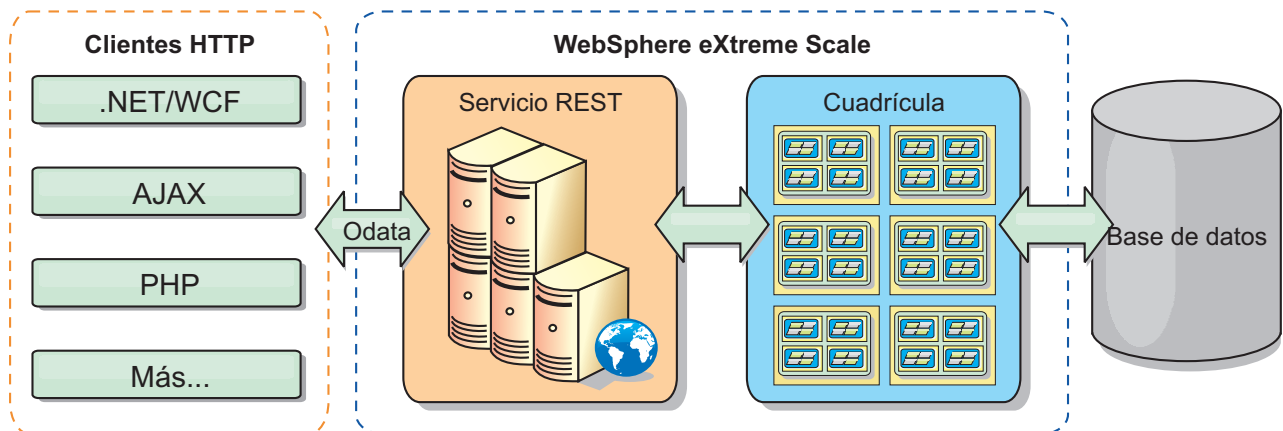 Clientes HTTP
.NET/WCF
AJAX
PHP
Más...
Odata
WebSphere eXtreme Scale
Servicio REST
Cuadrícula
Base de datos